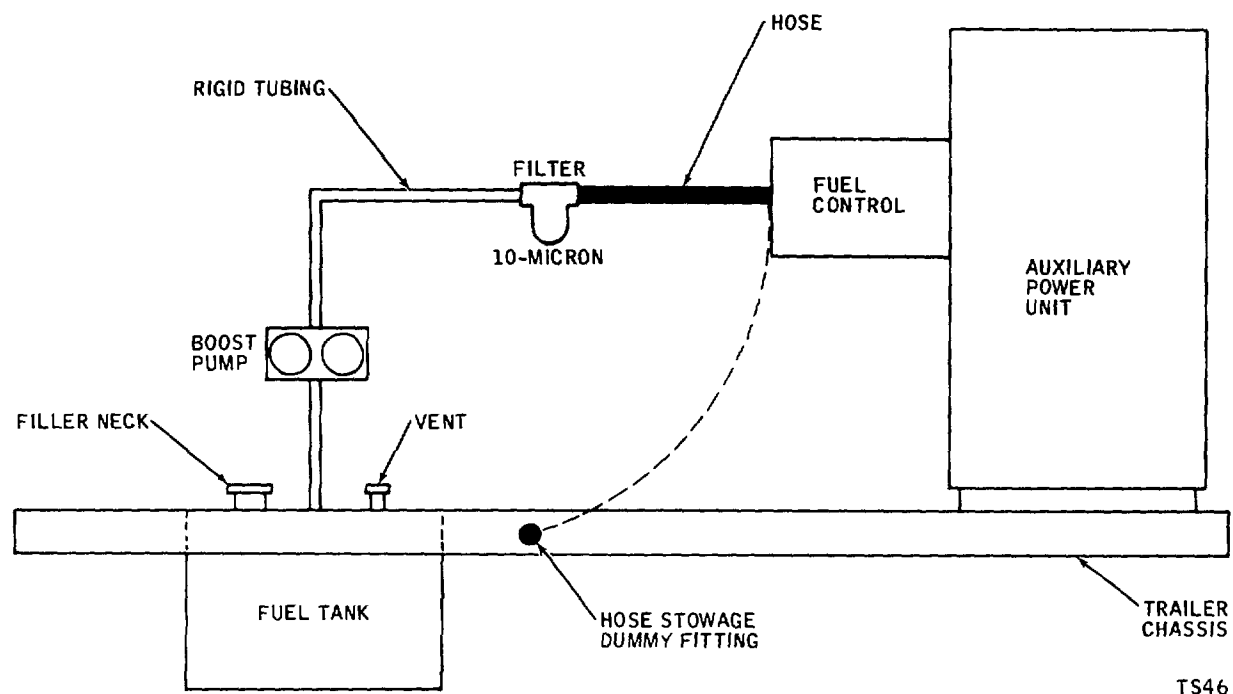 HOSE
RIGID TUBING
FILTER
10-MICRON
FUEL
CONTROL
AUXILIARY
POWER
UNIT
BOOST
PUMP
FILLER NECK
VENT
FUEL TANK
HOSE STOWAGE
DUMMY FITTING
TRAILER
CHASSIS
TS46